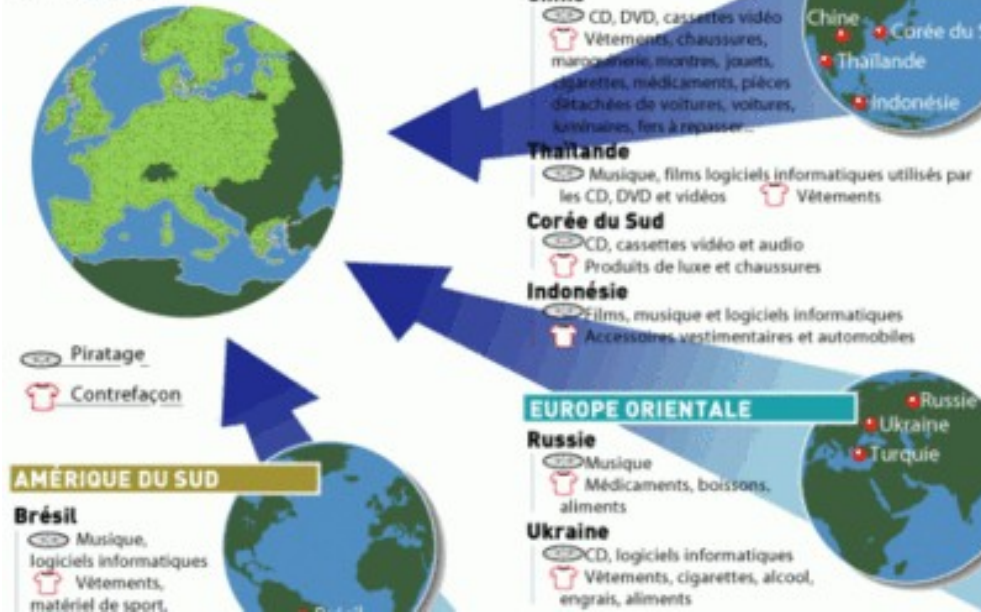 Chine
CD, DVD, cassettes vidéo
Vêtements, chaussures,
maroquinerie, montres, jouets,
cigarettes, médicaments, pièces
détachées de voitures, voitures,
luminaires, fers à repasser...
Thaïlande
Musique, films logiciels informatiques utilisés par
les CD, DVD et vidéos Vêtements
Corée du Sud
CD, cassettes vidéo et audio
Produits de luxe et chaussures
Indonésie
Films, musique et logiciels informatiques
Accessoires vestimentaires et automobiles
Chine
Corée du S
Thaïlande
Indonésie
Piratage
Contrefaçon
EUROPE ORIENTALE
Russie
Musique
Médicaments, boissons,
aliments
Ukraine
CD, logiciels informatiques
Vêtements, cigarettes, alcool,
engrais, aliments
Russie
Ukraine
Turquie
AMÉRIQUE DU SUD
Brésil
Musique,
logiciels informatiques
Vêtements,
matériel de sport,
Brésil